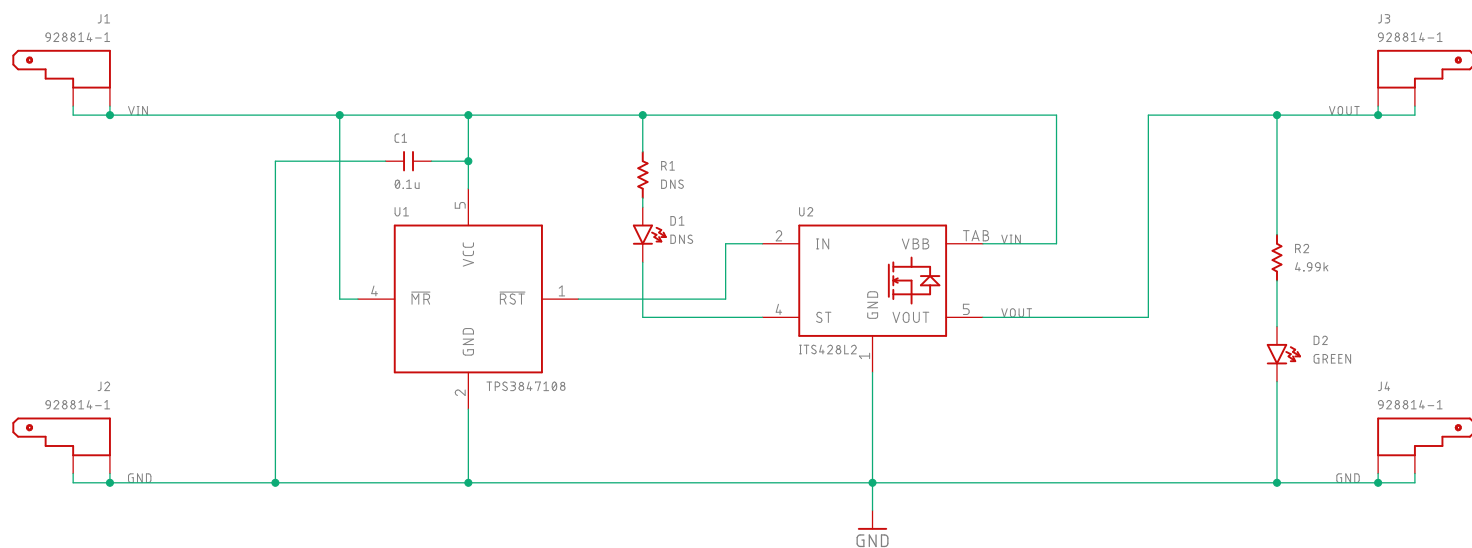 J1
928814-1
VIN
C1
0.1u
U1
5
VCC
4
MR
RST
1
GND
2
TPS3847108
R1
DNS
D1
DNS
U2
2
IN
VBB
TAB
VIN
4
ST
GND
VOUT
5
VOUT
ITS428L2
1
J3
928814-1
VOUT
R2
4.99k
D2
GREEN
J2
928814-1
GND
J4
928814-1
GND
GND